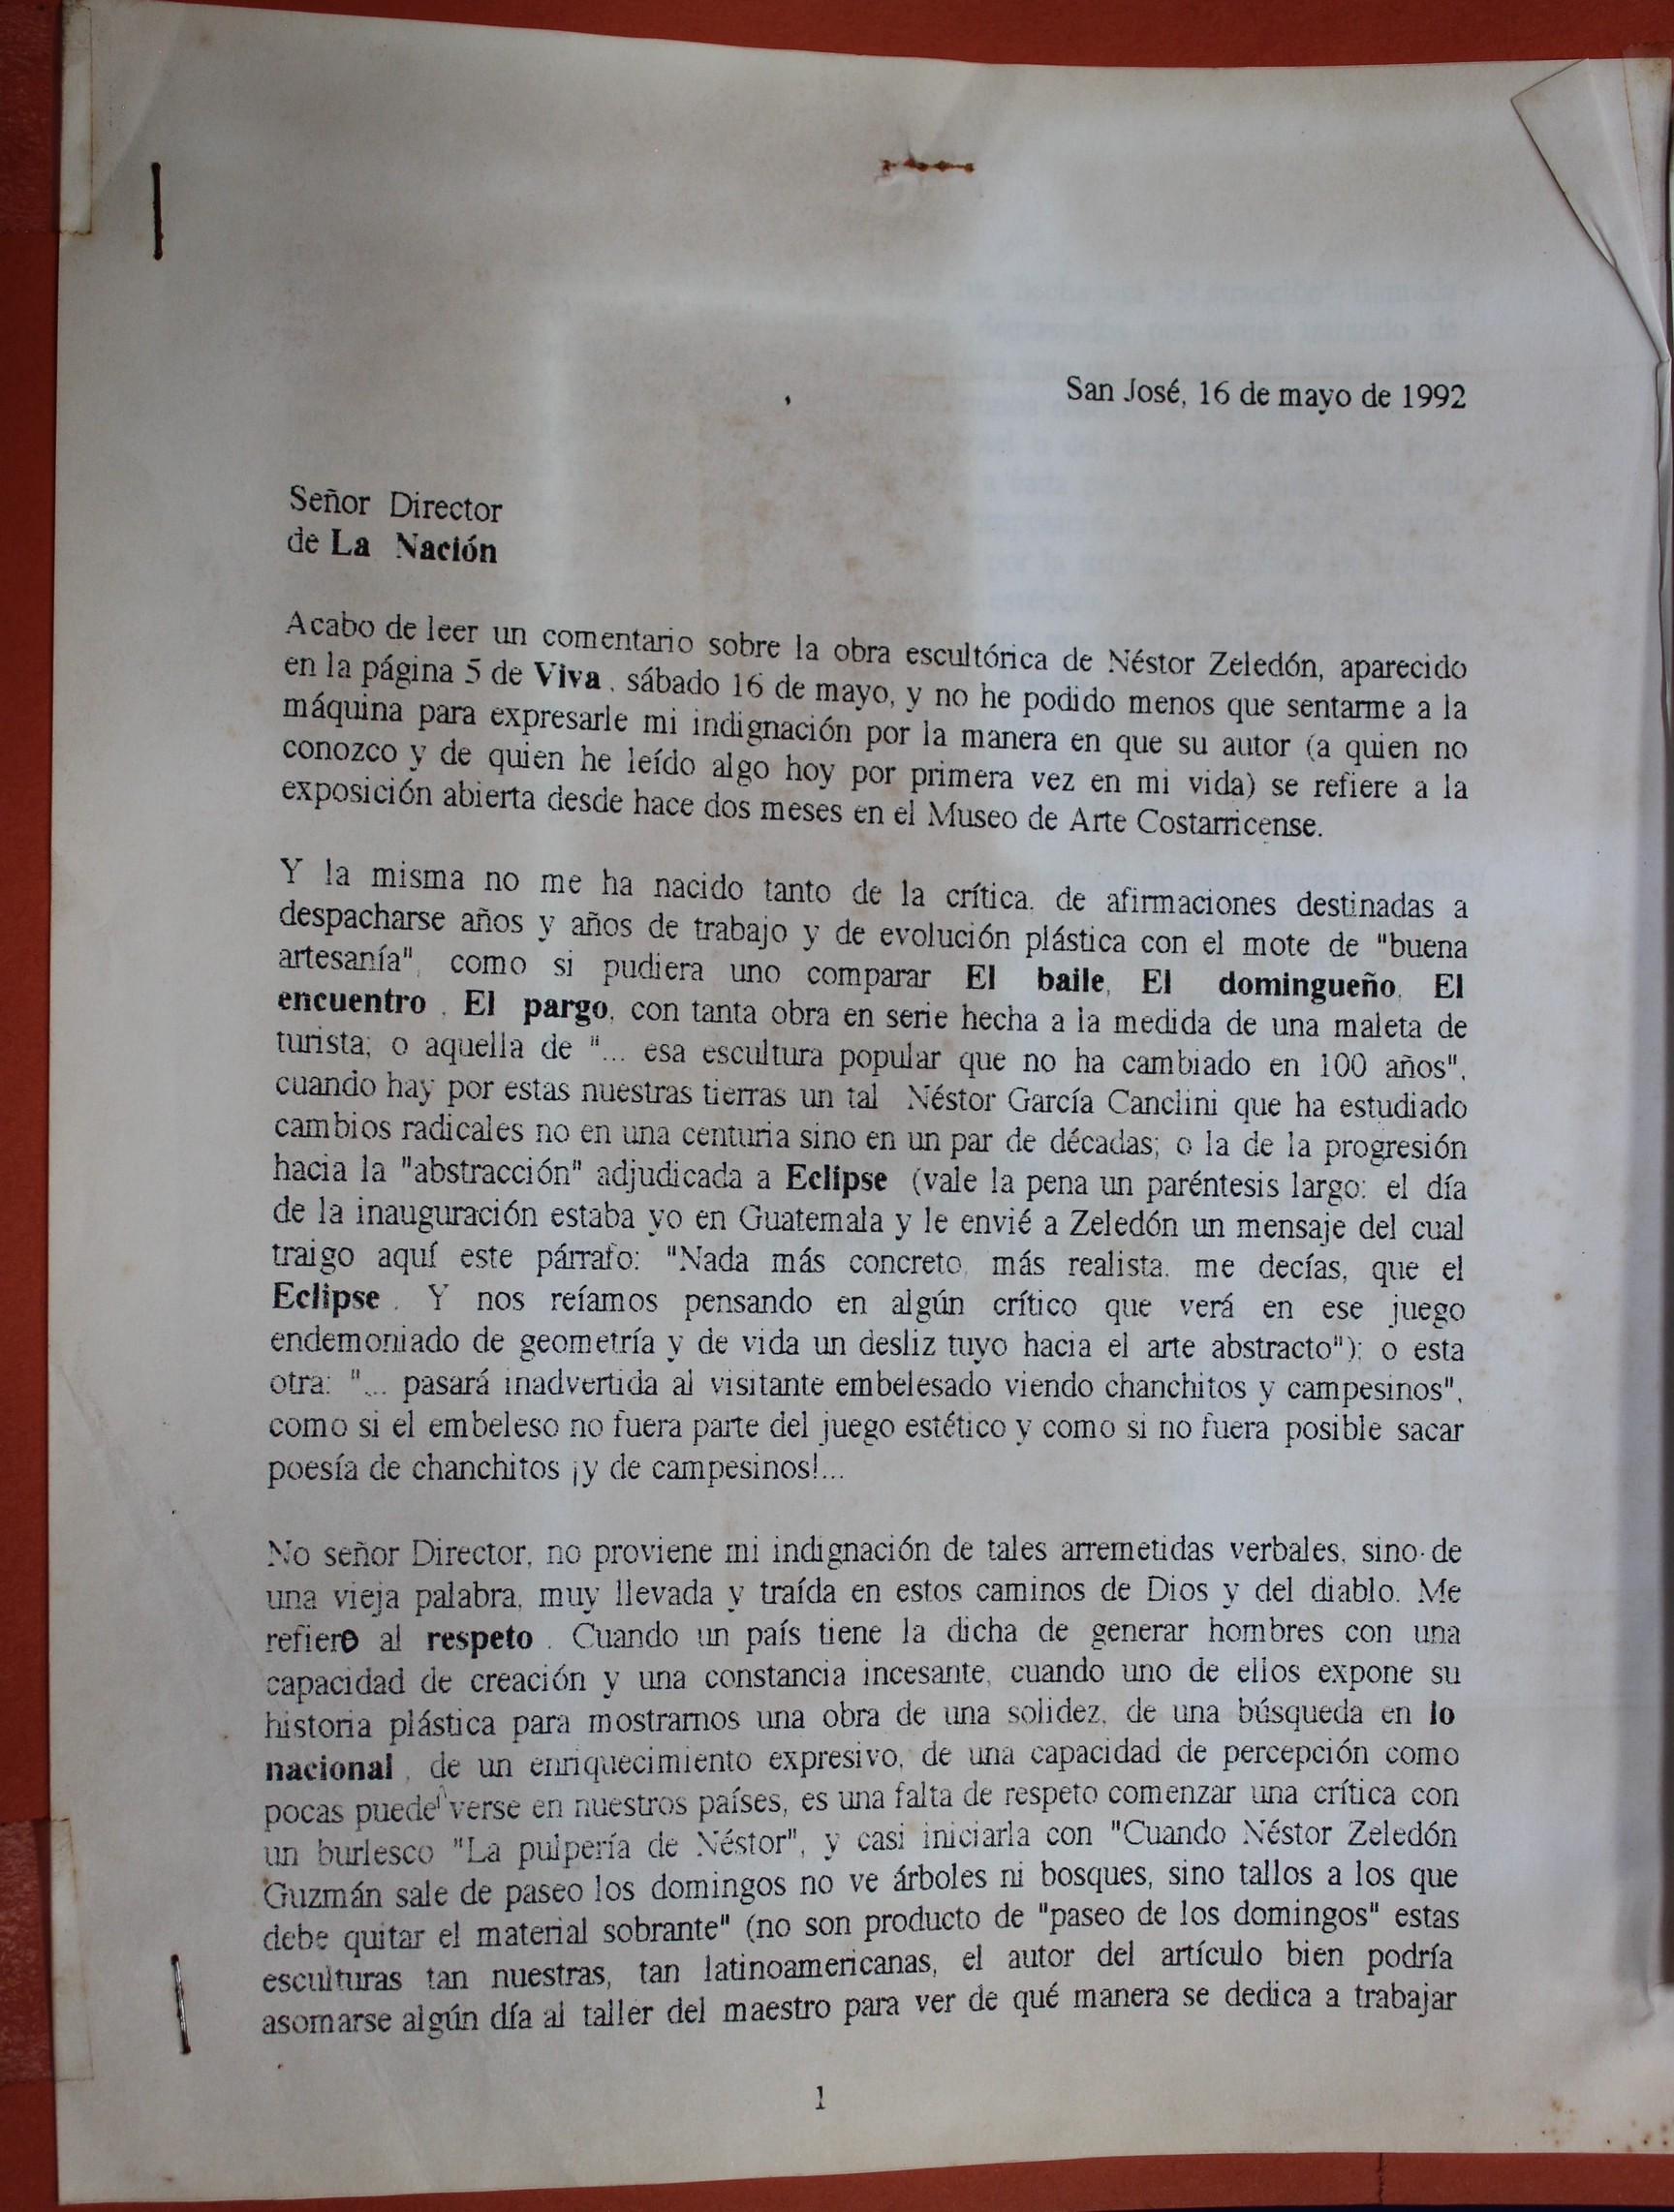 San José, 16 de mayo de 1992
Señor Director
de La Nación
Acabo de leer un comentario sobre la obra escultórica de Néstor Zeledón, aparecido
en la página 5 de Viva, sábado 16 de mayo, y no he podido menos que sentarme a la
máquina para expresarle mi indignación por la manera en que su autor (a quien no
conozco y de quien he leído algo hoy por primera vez en mi vida) se refiere a la
exposición abierta desde hace dos meses en el Museo de Arte Costarricense.
Y la misma no me ha nacido tanto de la crítica, de afirmaciones destinadas a
despacharse años y años de trabajo y de evolución plástica con el mote de "buena
artesanía", como si pudiera uno comparar El baile, El domingueño, El
encuentro, El pargo, con tanta obra en serie hecha a la medida de una maleta de
turista; o aquella de "... esa escultura popular que no ha cambiado en 100 años",
cuando hay por estas nuestras tierras un tal Néstor García Canclini que ha estudiado
cambios radicales no en una centuria sino en un par de décadas; o la de la progresión
hacia la "abstracción" adjudicada a Eclipse (vale la pena un paréntesis largo: el día
de la inauguración estaba yo en Guatemala y le envié a Zeledón un mensaje del cual
traigo aquí este párrafo: "Nada más concreto, más realista, me decías, que el
Eclipse. Y nos reíamos pensando en algún crítico que verá en ese juego
endemoniado de geometría y de vida un desliz tuyo hacia el arte abstracto"); o esta
otra: "... pasará inadvertida al visitante embelesado viendo chanchitos y campesinos",
como si el embeleso no fuera parte del juego estético y como si no fuera posible sacar
poesía de chanchitos ¡y de campesinos!...
No señor Director, no proviene mi indignación de tales arremetidas verbales, sino de
una vieja palabra, muy llevada y traída en estos caminos de Dios y del diablo. Me
refiero al respeto. Cuando un país tiene la dicha de generar hombres con una
capacidad de creación y una constancia incesante, cuando uno de ellos expone su
historia plástica para mostrarnos una obra de una solidez, de una búsqueda en lo
nacional, de un enriquecimiento expresivo, de una capacidad de percepción como
pocas puede verse en nuestros países, es una falta de respeto comenzar una crítica con
un burlesco "La pulpería de Néstor", y casi iniciarla con "Cuando Néstor Zeledón
Guzmán sale de paseo los domingos no ve árboles ni bosques, sino tallos a los que
debe quitar el material sobrante" (no son producto de "paseo de los domingos" estas
esculturas tan nuestras, tan latinoamericanas, el autor del artículo bien podría
asomarse algún día al taller del maestro para ver de qué manera se dedica a trabajar
1